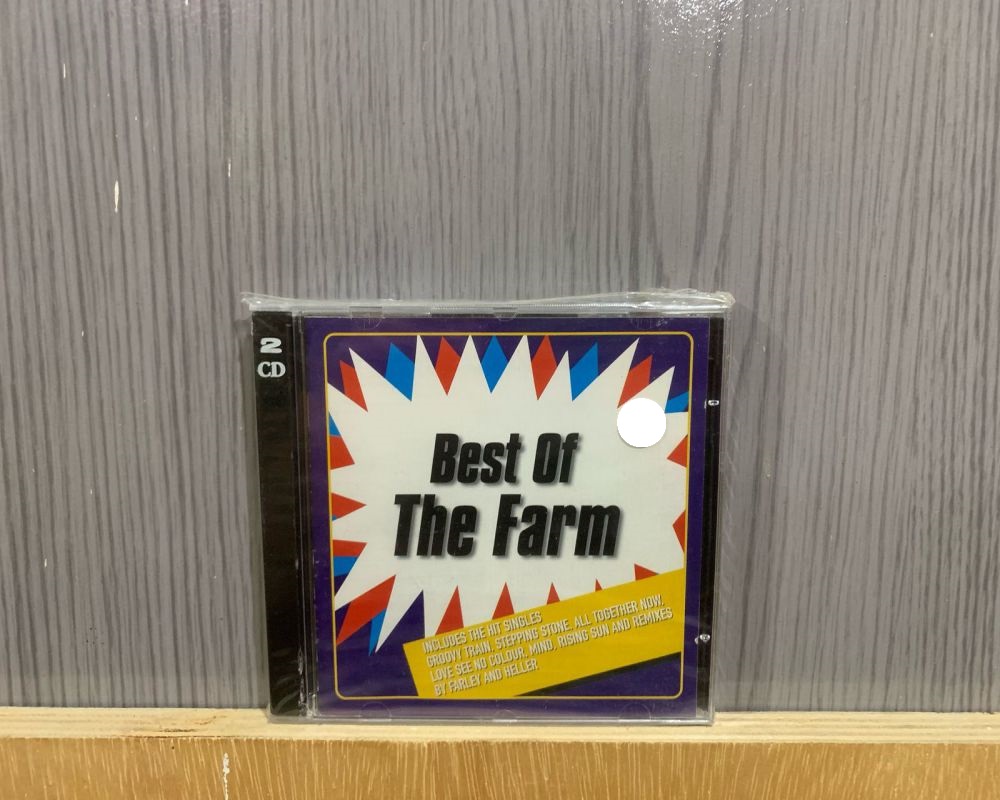 2
CD
Best Of
The Farm
INCLUDES THE HIT SINGLES
GROOVY TRAIN, STEPPING STONE, ALL TOGETHER NOW,
LOVE SEE NO COLOUR, MIND, RISING SUN AND REMIXES
BY FARLEY AND HELLER